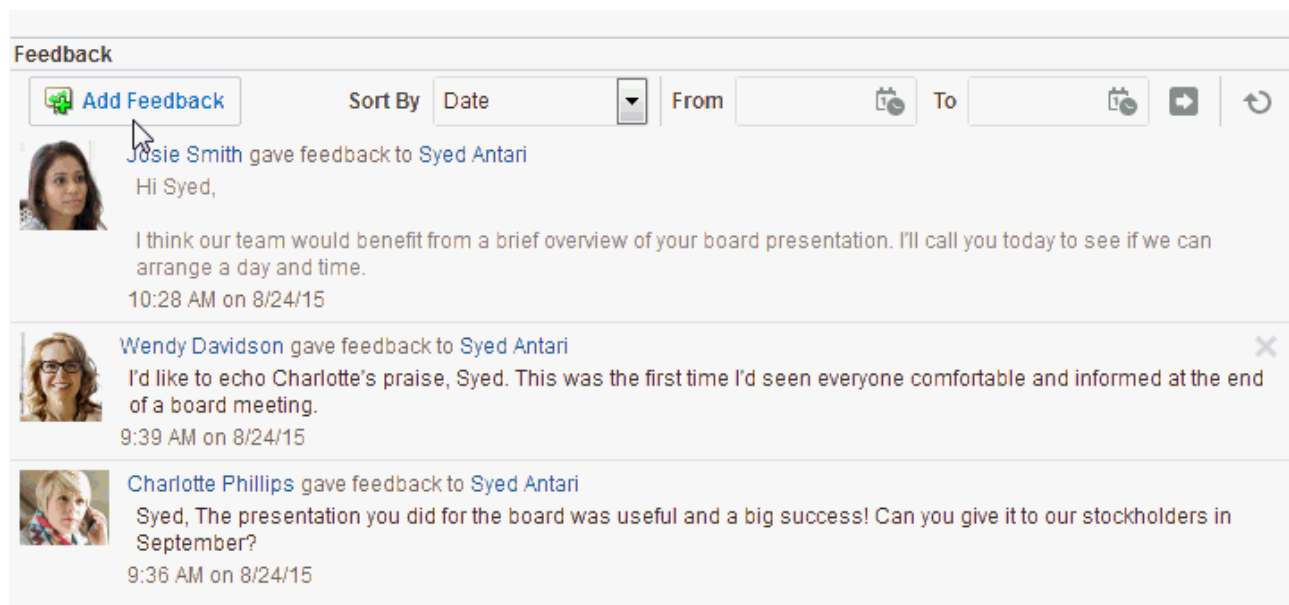 Feedback
Add Feedback Sort By Date From To
Josie Smith gave feedback to Syed Antari
Hi Syed,
I think our team would benefit from a brief overview of your board presentation. I'll call you today to see if we can
arrange a day and time.
10:28 AM on 8/24/15
Wendy Davidson gave feedback to Syed Antari
I'd like to echo Charlotte's praise, Syed. This was the first time I'd seen everyone comfortable and informed at the end
of a board meeting.
9:39 AM on 8/24/15
Charlotte Phillips gave feedback to Syed Antari
Syed, The presentation you did for the board was useful and a big success! Can you give it to our stockholders in
September?
9:36 AM on 8/24/15